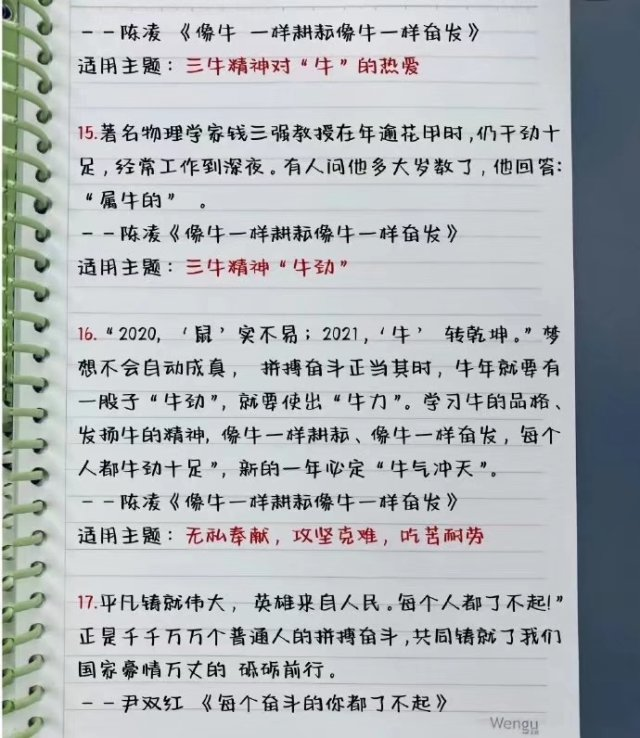 ——陈凌《像牛 一样耕耘像牛一样奋发》
适用主题：三牛精神对“牛”的热爱
15.著名物理学家钱三强教授在年逾花甲时,仍干劲十
足,经常工作到深夜。有人问他多大岁数了,他回答:
“属牛的” 。
——陈凌《像牛一样耕耘像牛一样奋发》
适用主题：三牛精神“牛劲”
16.“2020,‘鼠’实不易；2021,‘牛’ 转乾坤。”梦
想不会自动成真， 拼搏奋斗正当其时,牛年就要有
一股子“牛劲”,就要使出“牛力”。学习牛的品格、
发扬牛的精神,像牛一样耕耘、像牛一样奋发,每个
人都牛劲十足”,新的一年必定“牛气冲天”。
——陈凌《像牛一样耕耘像牛一样奋发》
适用主题：无私奉献，攻坚克难，吃苦耐劳
17.平凡铸就伟大，英雄来自人民。每个人都了不起!”
正是千千万万个普通人的拼搏奋斗,共同铸就了我们
国家豪情万丈的 砥砺前行。
——尹双红 《每个奋斗的你都了不起》
Wengu